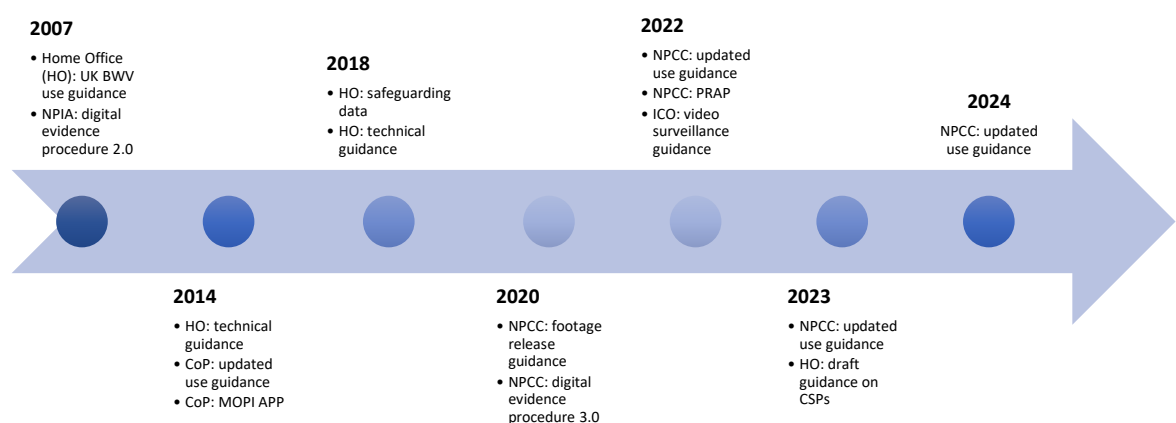 2007
• Home Office
(HO): UK BWV
use guidance
• NPIA: digital
evidence
procedure 2.0
2018
• HO: safeguarding
data
• HO: technical
guidance
2022
• NPCC: updated
use guidance
• NPCC: PRAP
• ICO: video
surveillance
guidance
2024
NPCC: updated
use guidance
2014
• HO: technical
guidance
• CoP: updated
use guidance
• CoP: MOPI APP
2020
• NPCC: footage
release
guidance
• NPCC: digital
evidence
procedure 3.0
2023
• NPCC: updated
use guidance
• HO: draft
guidance on
CSPs